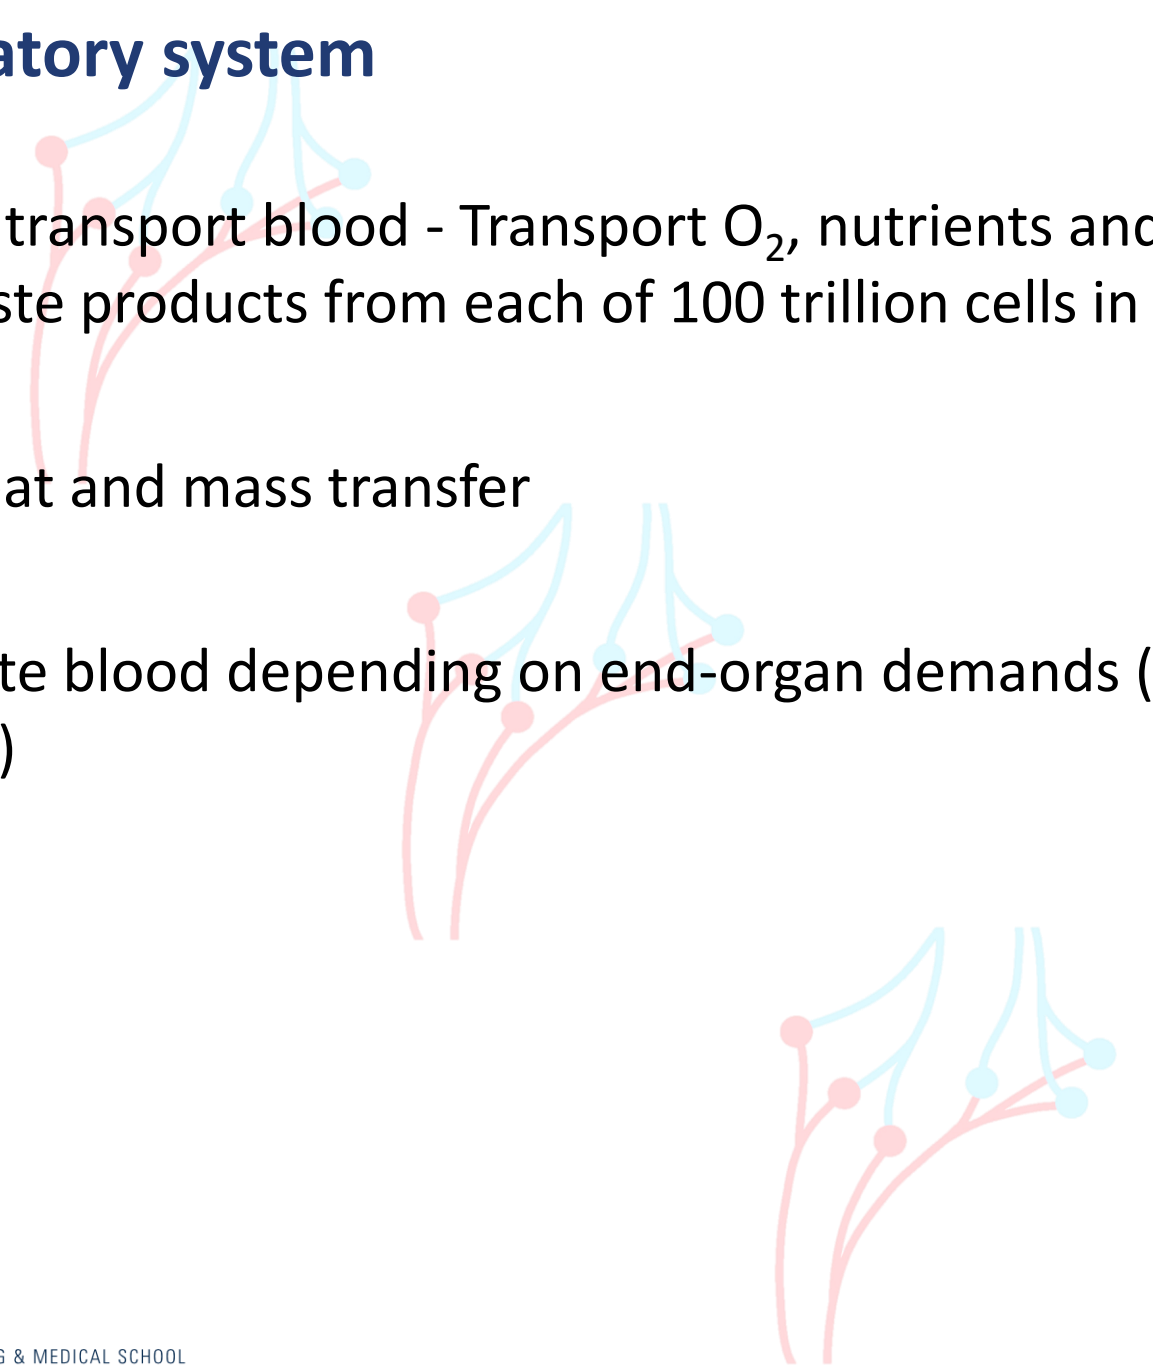 atory system
transport blood - Transport O₂, nutrients and
ste products from each of 100 trillion cells in
at and mass transfer
te blood depending on end-organ demands (
)
G & MEDICAL SCHOOL